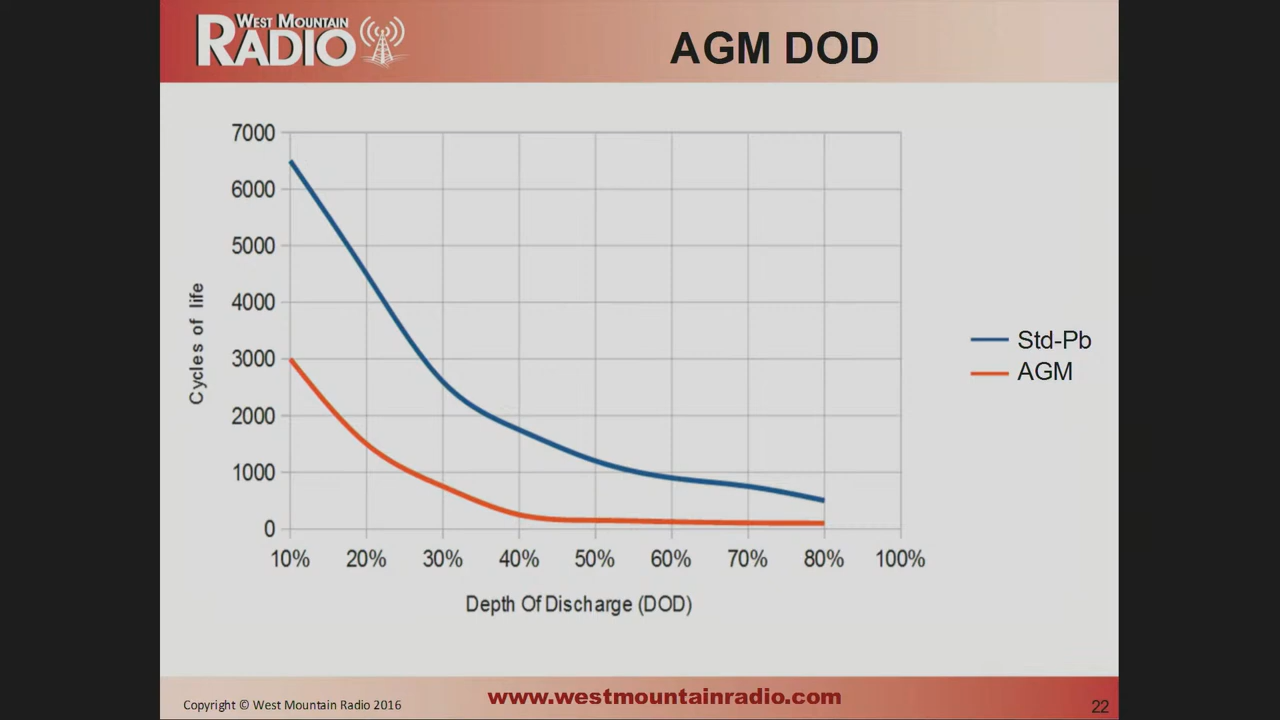 WEST MOUNTAIN
RADIO
AGM DOD
7000
6000
5000
4000
3000
2000
1000
0
Cycles of life
10% 20% 30% 40% 50% 60% 70% 80% 100%
Depth Of Discharge (DOD)
Std-Pb
AGM
Copyright © West Mountain Radio 2016
www.westmountainradio.com
22